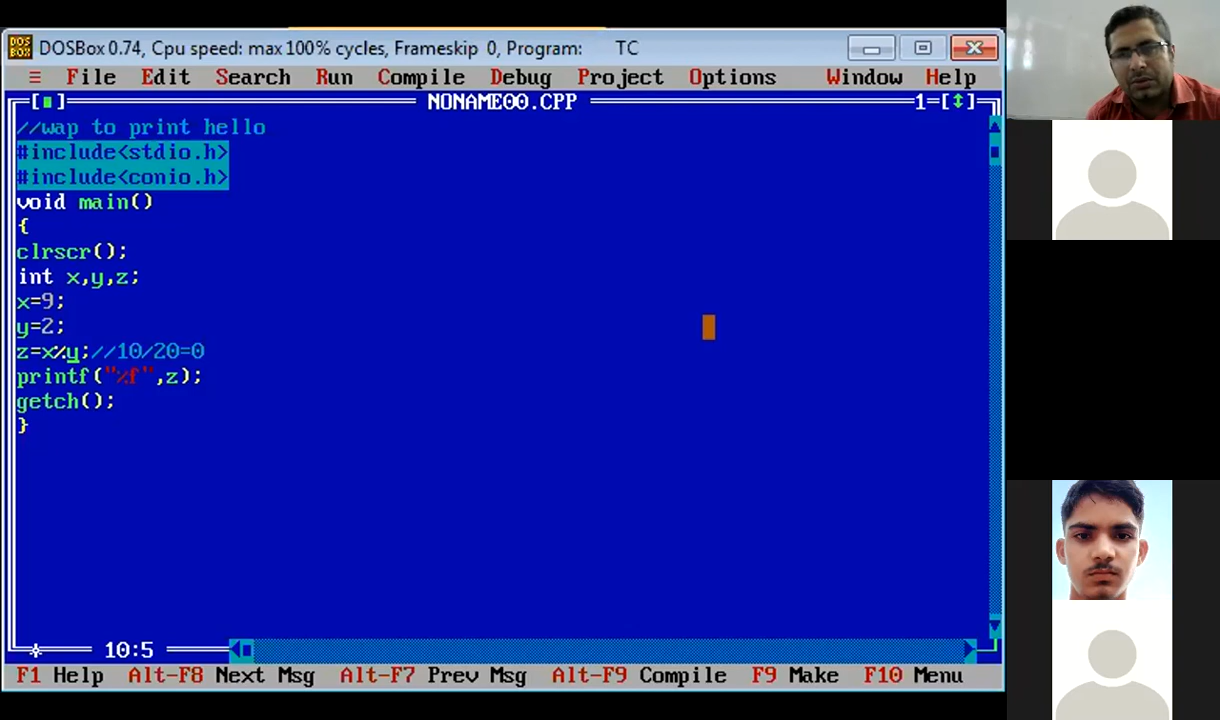 DOSBox 0.74, Cpu speed: max 100% cycles, Frameskip 0, Program: TC
File Edit Search Run Compile Debug Project Options Window Help
NONAME00.CPP 1
//wap to print hello
#include<stdio.h>
#include<conio.h>
void main()
{
clrscr();
int x,y,z;
x=9;
y=2;
z=x%y;//10/20=0
printf("%f",z);
getch();
}
10:5
F1 Help Alt-F8 Next Msg Alt-F7 Prev Msg Alt-F9 Compile F9 Make F10 Menu